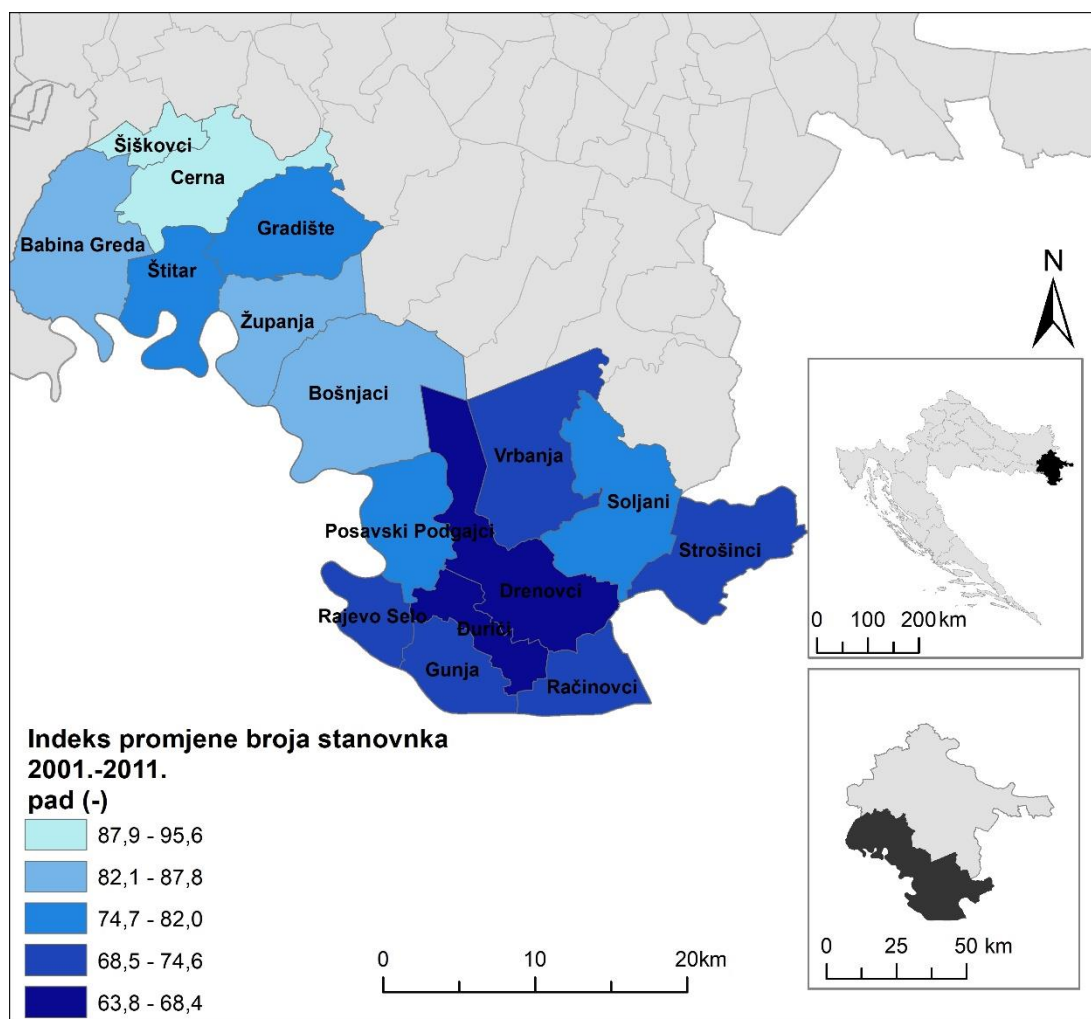 Šiškovci
Cerna
Gradište
Babina Greda
Štitar
Županja
Bošnjaci
Vrbanja
Soljani
Posavski Podgajci
Strošinci
Drenovci
Rajevo Selo
Đurići
Gunja
Račinovci
N
0 100 200 km
0 25 50 km
Indeks promjene broja stanovnka
2001.-2011.
pad (-)
87,9 - 95,6
82,1 - 87,8
74,7 - 82,0
68,5 - 74,6
63,8 - 68,4
0 10 20km